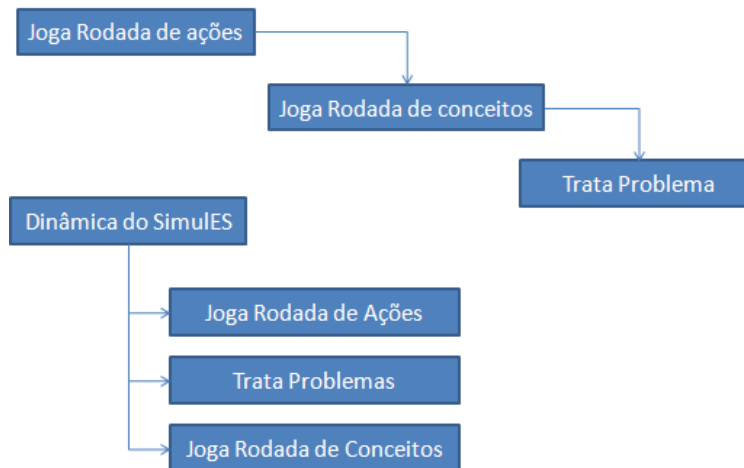 Joga Rodada de ações
Joga Rodada de conceitos
Trata Problema
Dinâmica do SimulES
Joga Rodada de Ações
Trata Problemas
Joga Rodada de Conceitos